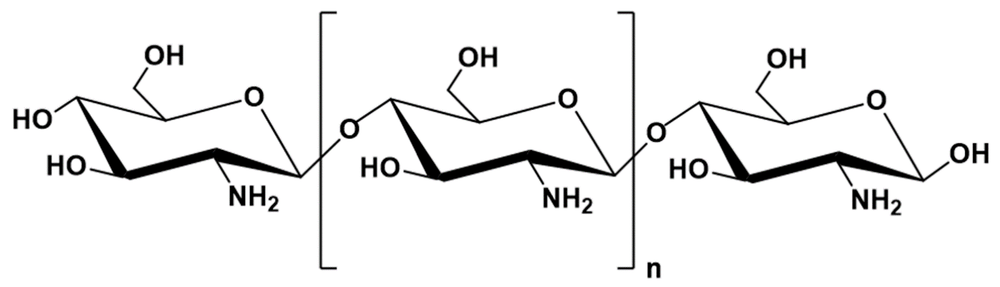 OH OH OH
O O O
HO O O OH
HO HO HO
NH2 NH2 NH2
n